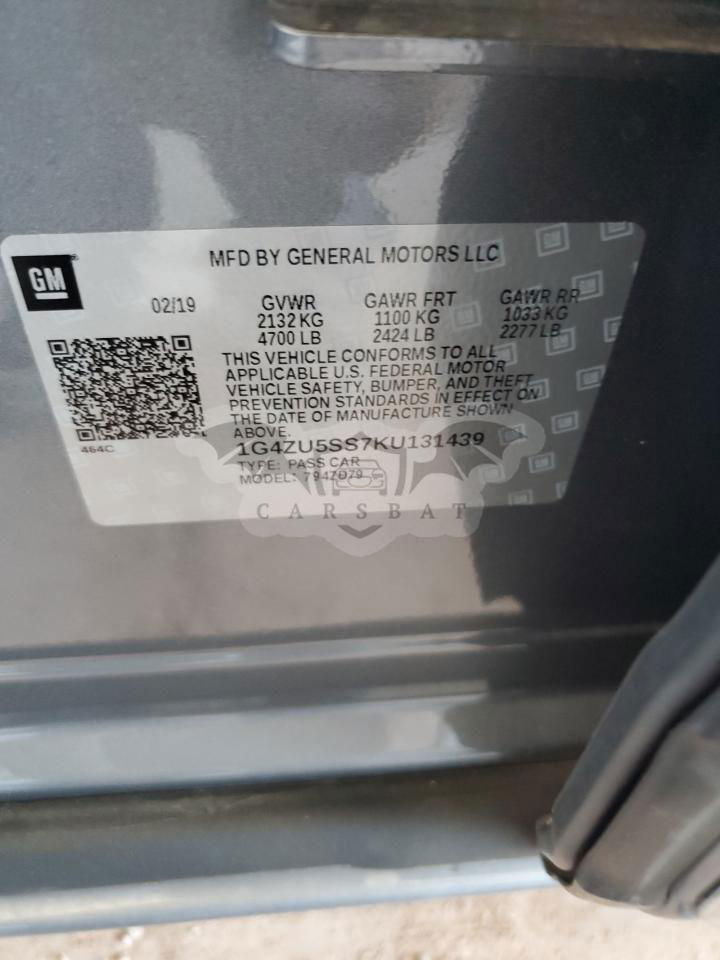 GM
MFD BY GENERAL MOTORS LLC
02/19 GVWR GAWR FRT GAWR RR
2132 KG 1100 KG 1033 KG
4700 LB 2424 LB 2277 LB
THIS VEHICLE CONFORMS TO ALL
APPLICABLE U.S. FEDERAL MOTOR
VEHICLE SAFETY, BUMPER, AND THEFT
PREVENTION STANDARDS IN EFFECT ON
THE DATE OF MANUFACTURE SHOWN
ABOVE.
464C
1G4ZU5SS7KU131439
TYPE: PASS CAR
MODEL: 794Z079
CARSBAT